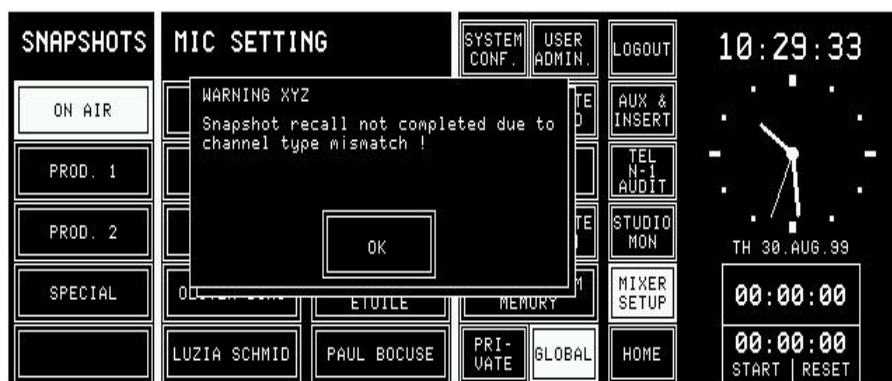 SNAPSHOTS
MIC SETTING
SYSTEM
CONF.
USER
ADMIN.
LOGOUT
10:29:33
ON AIR
WARNING XYZ
Snapshot recall not completed due to
channel type mismatch !
OK
TE
AUX &
INSERT
PROD. 1
TEL
N-1
AUDIT
PROD. 2
TE
STUDIO
MON
TH 30.AUG.99
SPECIAL
ETOILE
MEMORY
MIXER
SETUP
00:00:00
LUZIA SCHMID
PAUL BOCUSE
PRI-
VATE
GLOBAL
HOME
00:00:00
START | RESET